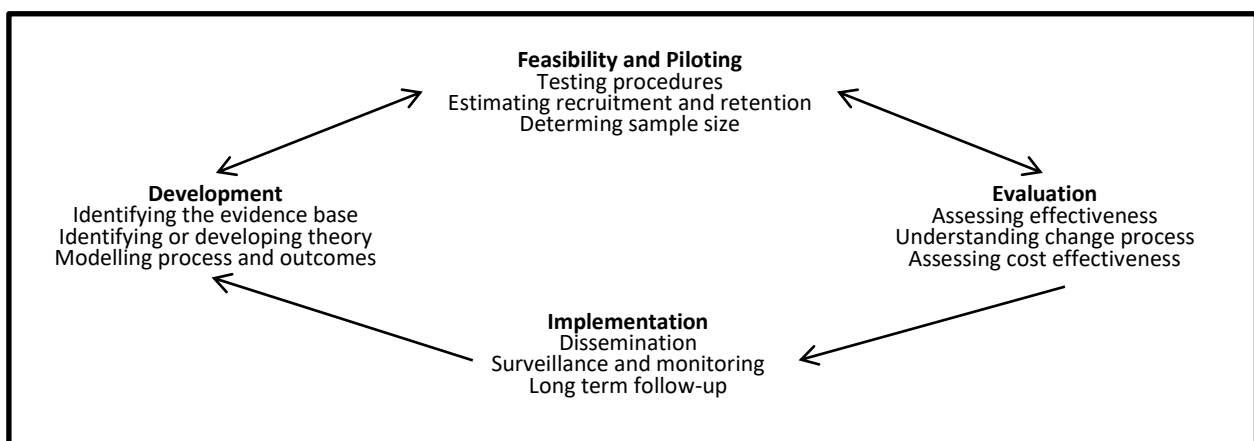 Feasibility and Piloting
Testing procedures
Estimating recruitment and retention
Determing sample size
Development
Identifying the evidence base
Identifying or developing theory
Modelling process and outcomes
Evaluation
Assessing effectiveness
Understanding change process
Assessing cost effectiveness
Implementation
Dissemination
Surveillance and monitoring
Long term follow-up